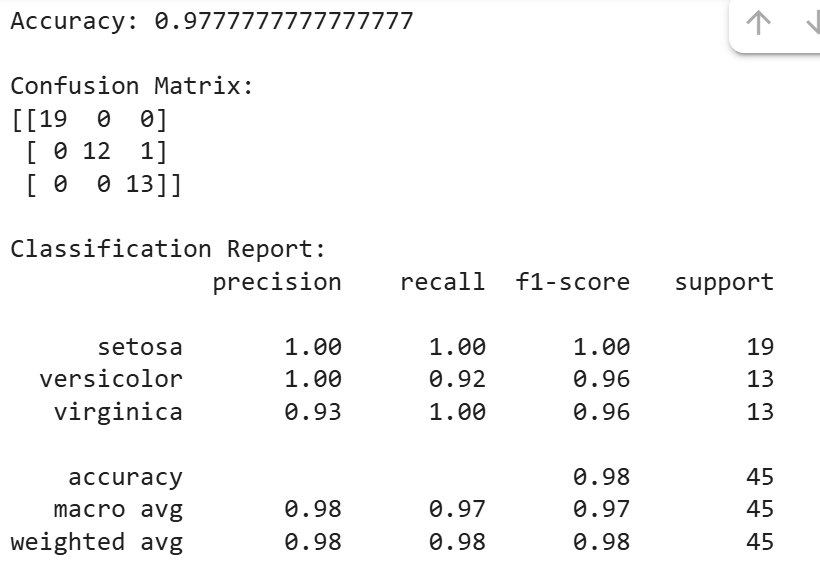 Accuracy: 0.9777777777777777
Confusion Matrix:
[[19  0  0]
 [ 0 12  1]
 [ 0  0 13]]
Classification Report:
              precision    recall  f1-score   support
      setosa       1.00      1.00      1.00        19
  versicolor       1.00      0.92      0.96        13
   virginica       0.93      1.00      0.96        13
    accuracy                           0.98        45
   macro avg       0.98      0.97      0.97        45
weighted avg       0.98      0.98      0.98        45